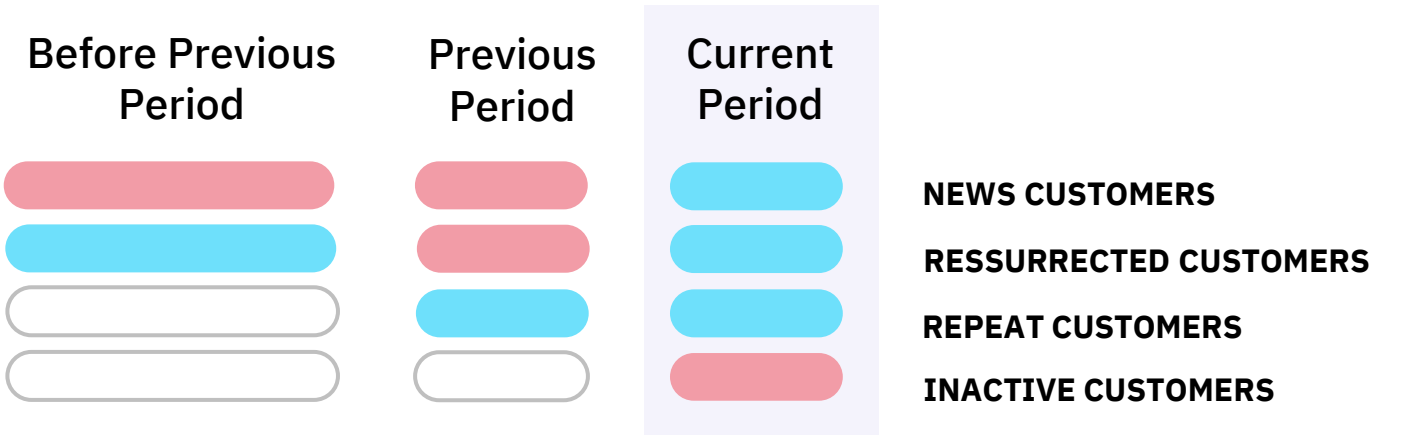 Before Previous
Period
Previous
Period
Current
Period
NEWS CUSTOMERS
RESSURRECTED CUSTOMERS
REPEAT CUSTOMERS
INACTIVE CUSTOMERS